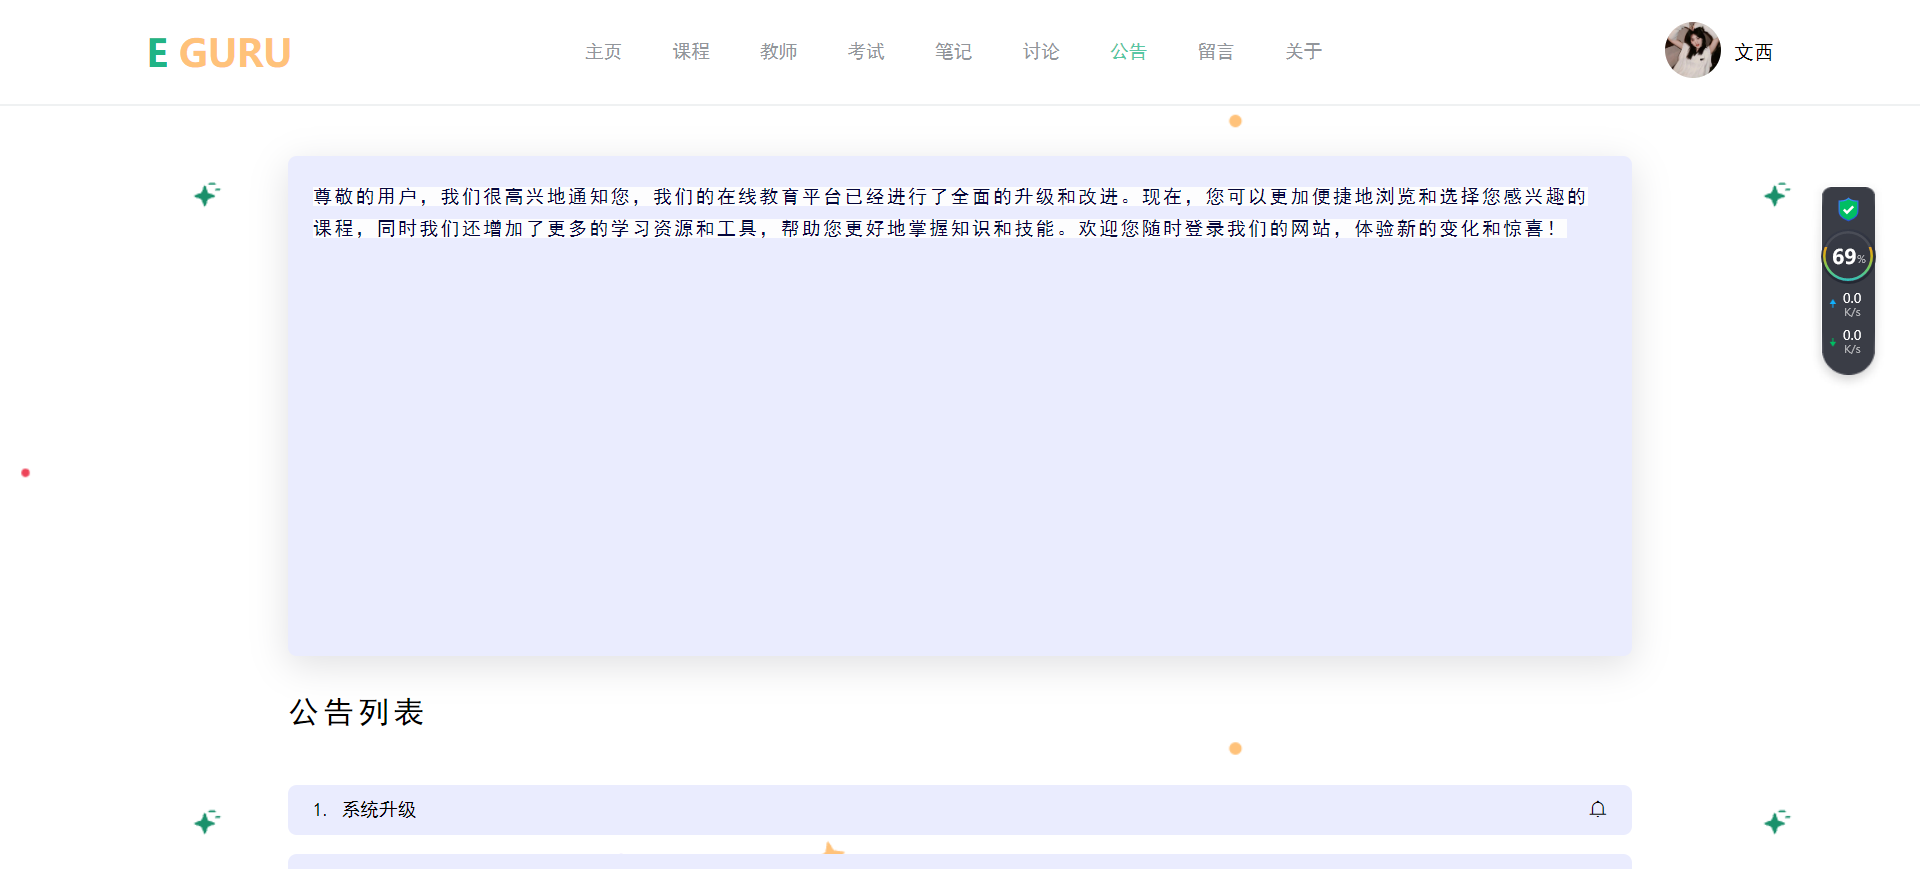 E GURU
主页 课程 教师 考试 笔记 讨论 公告 留言 关于
文西
尊敬的用户，我们很高兴地通知您，我们的在线教育平台已经进行了全面的升级和改进。现在，您可以更加便捷地浏览和选择您感兴趣的
课程，同时我们还增加了更多的学习资源和工具，帮助您更好地掌握知识和技能。欢迎您随时登录我们的网站，体验新的变化和惊喜！
69%
0.0
K/s
0.0
K/s
公告列表
1. 系统升级